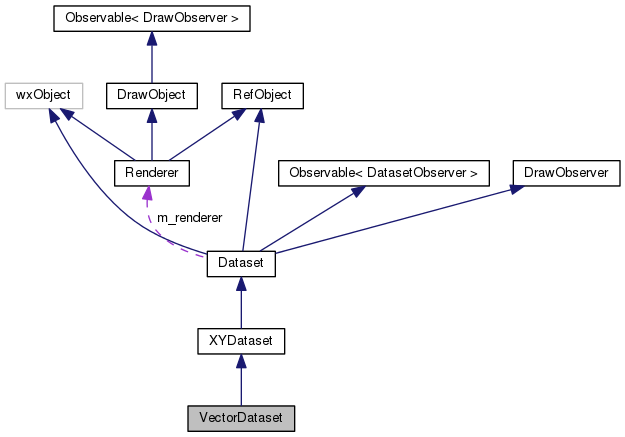 Observable< DrawObserver >
wxObject
DrawObject
RefObject
Renderer
Observable< DatasetObserver >
DrawObserver
m_renderer
Dataset
XYDataset
VectorDataset